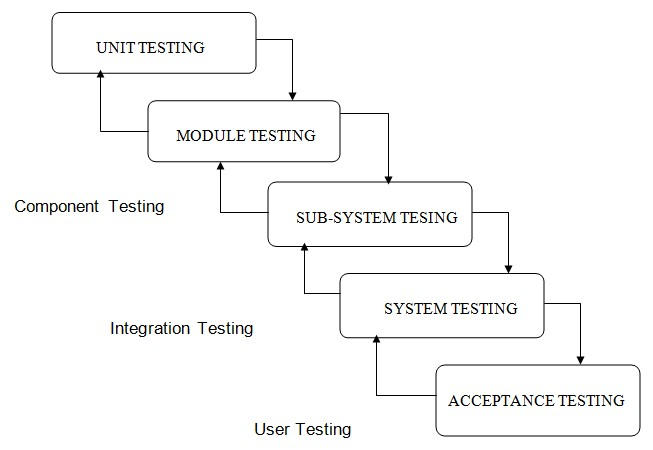 UNIT TESTING
MODULE TESTING
Component Testing
SUB-SYSTEM TESING
SYSTEM TESTING
Integration Testing
ACCEPTANCE TESTING
User Testing